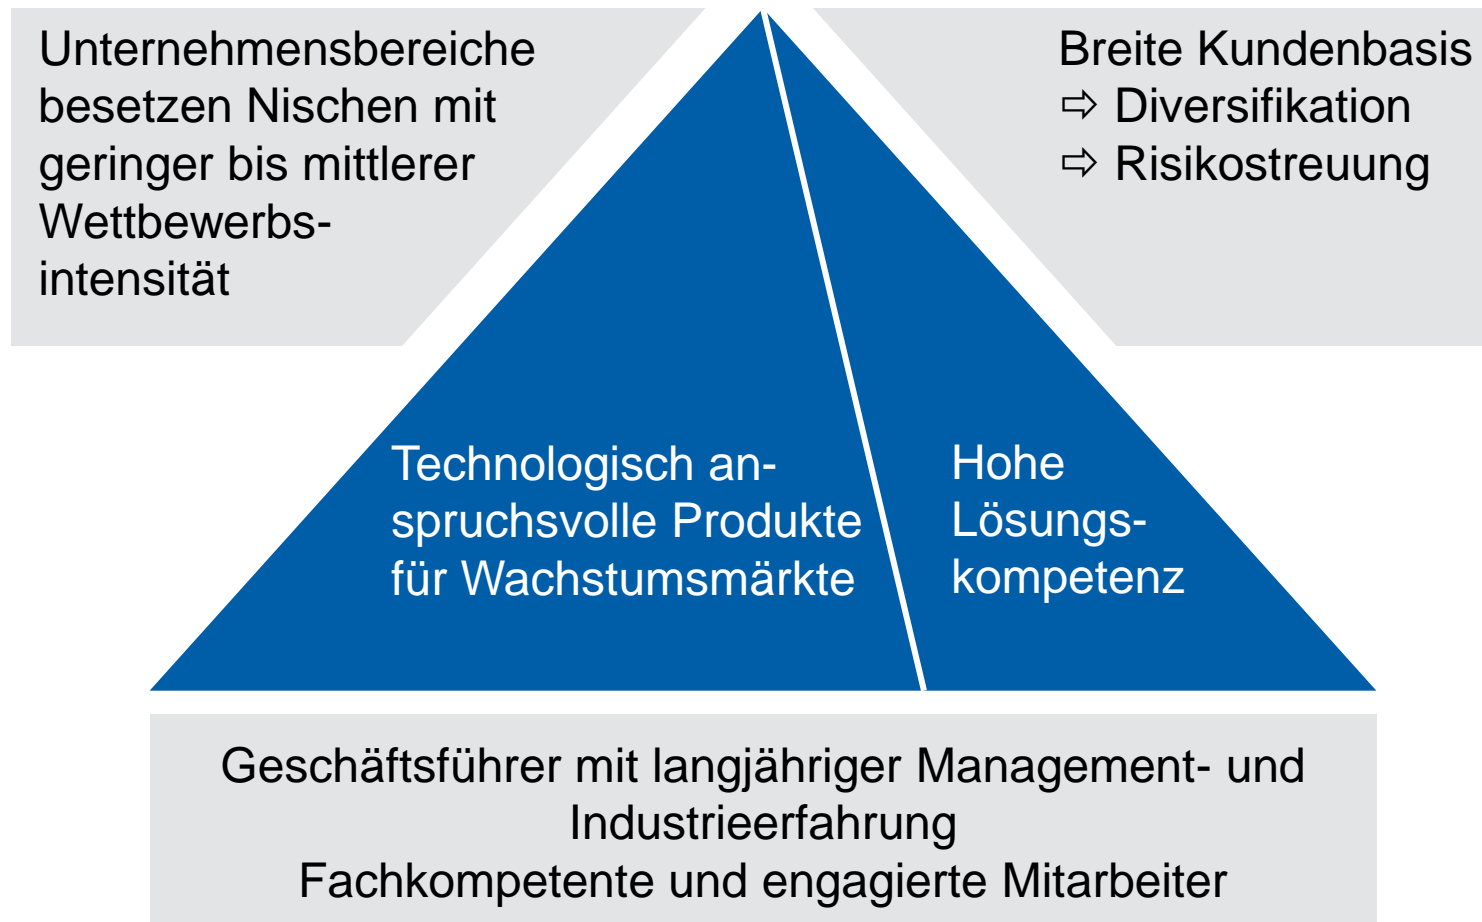 Unternehmensbereiche
besetzen Nischen mit
geringer bis mittlerer
Wettbewerbs-
intensität
Breite Kundenbasis
⇨ Diversifikation
⇨ Risikostreuung
Technologisch an-
spruchsvolle Produkte
für Wachstumsmärkte
Hohe
Lösungs-
kompetenz
Geschäftsführer mit langjähriger Management- und
Industrieerfahrung
Fachkompetente und engagierte Mitarbeiter